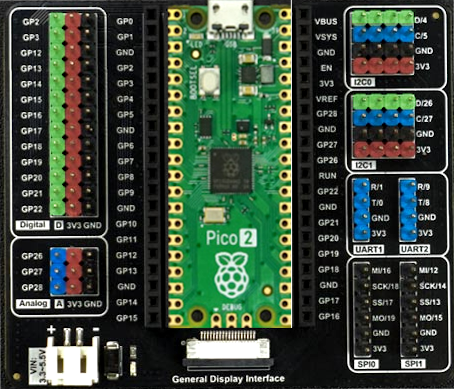 GP2
GP3
GP12
GP13
GP14
GP15
GP16
GP17
GP18
GP19
GP20
GP21
GP22
Digital D 3V3 GND
GP26
GP27
GP28
Analog A 3V3 GND
+ -
VIN:
3.3~5.5V
GP0
GP1
GND
GP2
GP3
GP4
GP5
GND
GP6
GP7
GP8
GP9
GND
GP10
GP11
GP12
GP13
GND
GP14
GP15
LED
USB
BOOTSEL
Pico 2
DEBUG
General Display Interface
VBUS
VSYS
GND
EN
3V3
VREF
GP28
GND
GP27
GP26
RUN
GP22
GND
GP21
GP20
GP19
GP18
GND
GP17
GP16
D/4
C/5
GND
3V3
I2C0
D/26
C/27
GND
3V3
I2C1
R/1 R/9
T/0 T/8
GND GND
3V3 3V3
UART1 UART2
MI/16 MI/12
SCK/18 SCK/14
SS/17 SS/13
MO/19 MO/15
GND GND
3V3 3V3
SPI0 SPI1